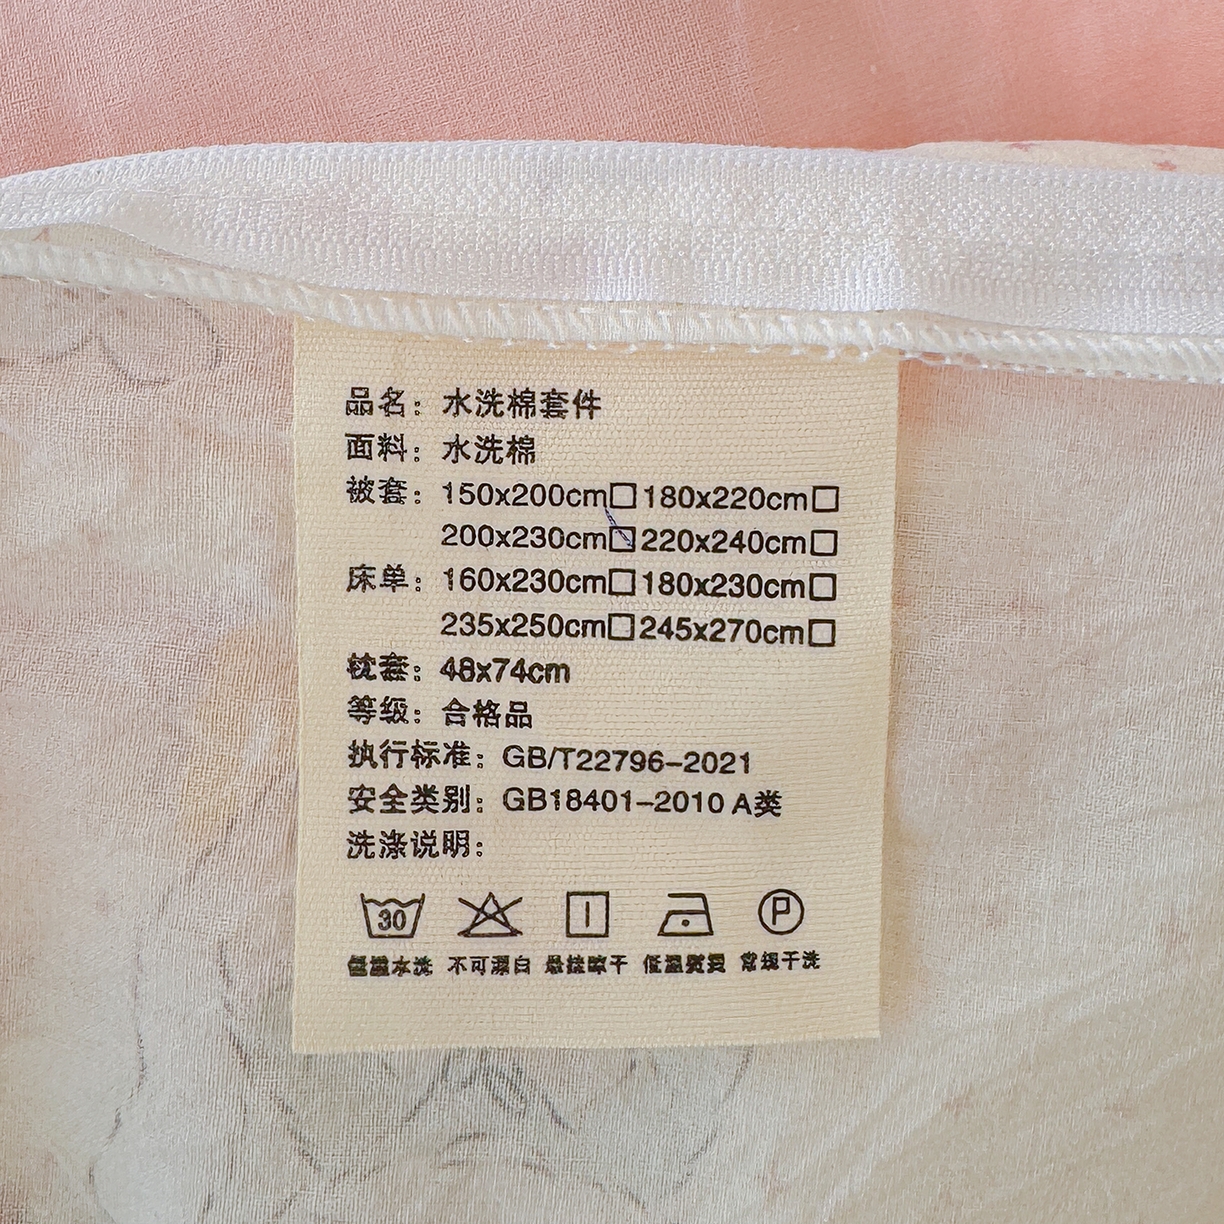 品名：水洗棉套件
面料：水洗棉
被套：150x200cm□180x220cm□
200x230cm□220x240cm□
床单：160x230cm□180x230cm□
235x250cm□245x270cm□
枕套：48x74cm
等级：合格品
执行标准：GB/T22796-2021
安全类别：GB18401-2010 A类
洗涤说明：
30 P
水洗 不可漂白 悬挂晾干 低温熨烫 常规干洗